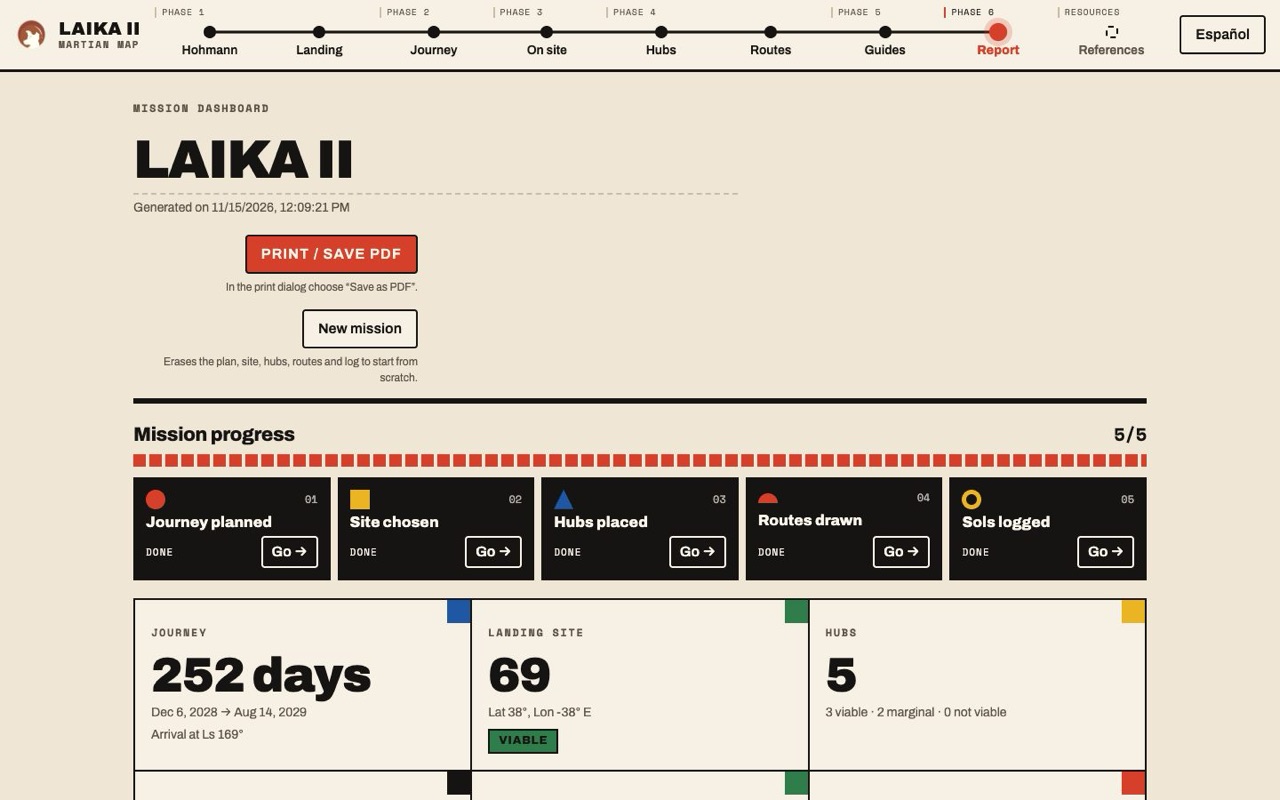 LAIKA II
MARTIAN MAP
PHASE 1
Hohmann
Landing
PHASE 2
Journey
PHASE 3
On site
PHASE 4
Hubs
Routes
PHASE 5
Guides
PHASE 6
Report
RESOURCES
References
Español
MISSION DASHBOARD
LAIKA II
Generated on 11/15/2026, 12:09:21 PM
PRINT / SAVE PDF
In the print dialog choose “Save as PDF”.
New mission
Erases the plan, site, hubs, routes and log to start from
scratch.
Mission progress
5/5
01
Journey planned
DONE
Go →
02
Site chosen
DONE
Go →
03
Hubs placed
DONE
Go →
04
Routes drawn
DONE
Go →
05
Sols logged
DONE
Go →
JOURNEY
252 days
Dec 6, 2028 → Aug 14, 2029
Arrival at Ls 169°
LANDING SITE
69
Lat 38°, Lon -38° E
VIABLE
HUBS
5
3 viable · 2 marginal · 0 not viable